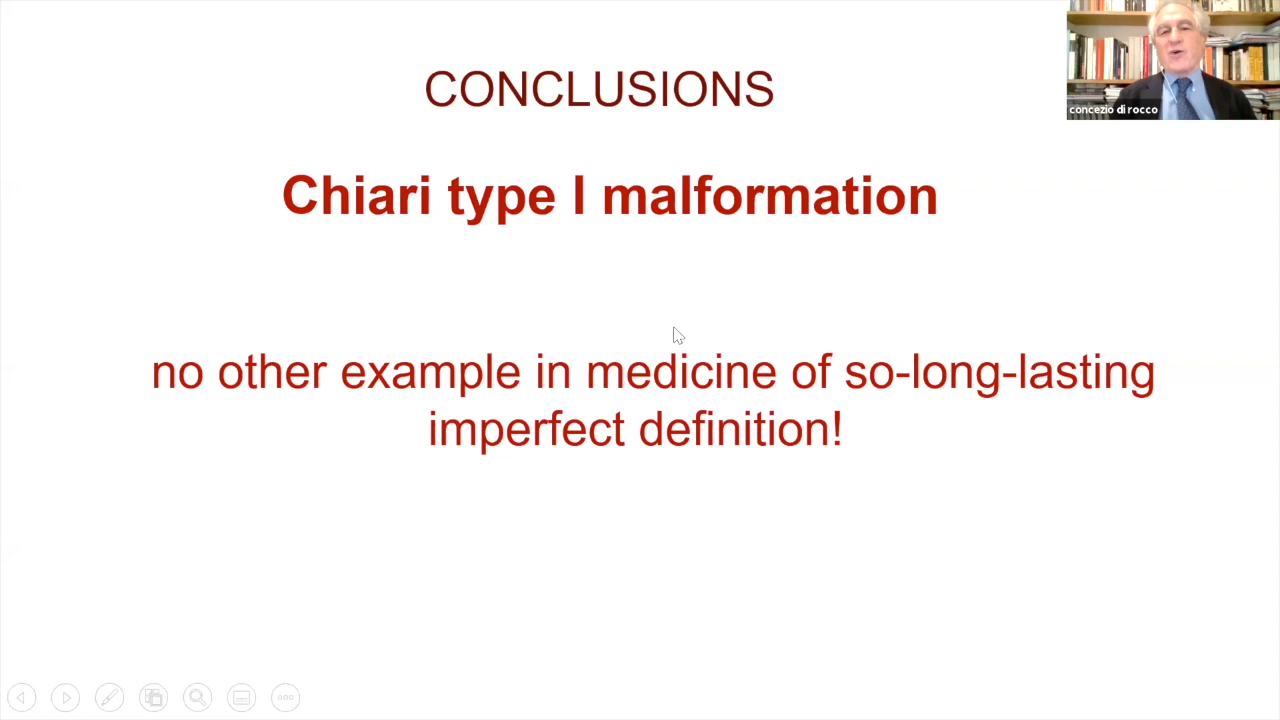 CONCLUSIONS
concezio di rocco
Chiari type I malformation
no other example in medicine of so-long-lasting
imperfect definition!